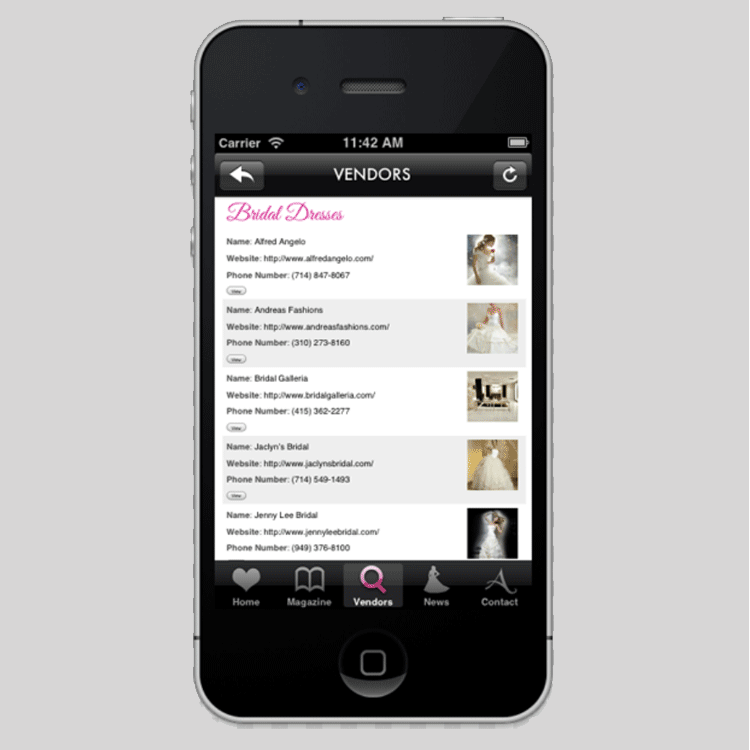 Carrier 11:42 AM
VENDORS
Bridal Dresses
Name: Alfred Angelo
Website: http://www.alfredangelo.com/
Phone Number: (714) 847-8067
View
Name: Andreas Fashions
Website: http://www.andreasfashions.com/
Phone Number: (310) 273-8160
View
Name: Bridal Galleria
Website: http://www.bridalgalleria.com/
Phone Number: (415) 362-2277
View
Name: Jaclyn's Bridal
Website: http://www.jaclynsbridal.com/
Phone Number: (714) 549-1493
View
Name: Jenny Lee Bridal
Website: http://www.jennyleebridal.com/
Phone Number: (949) 376-8100
Home Magazine Vendors News Contact